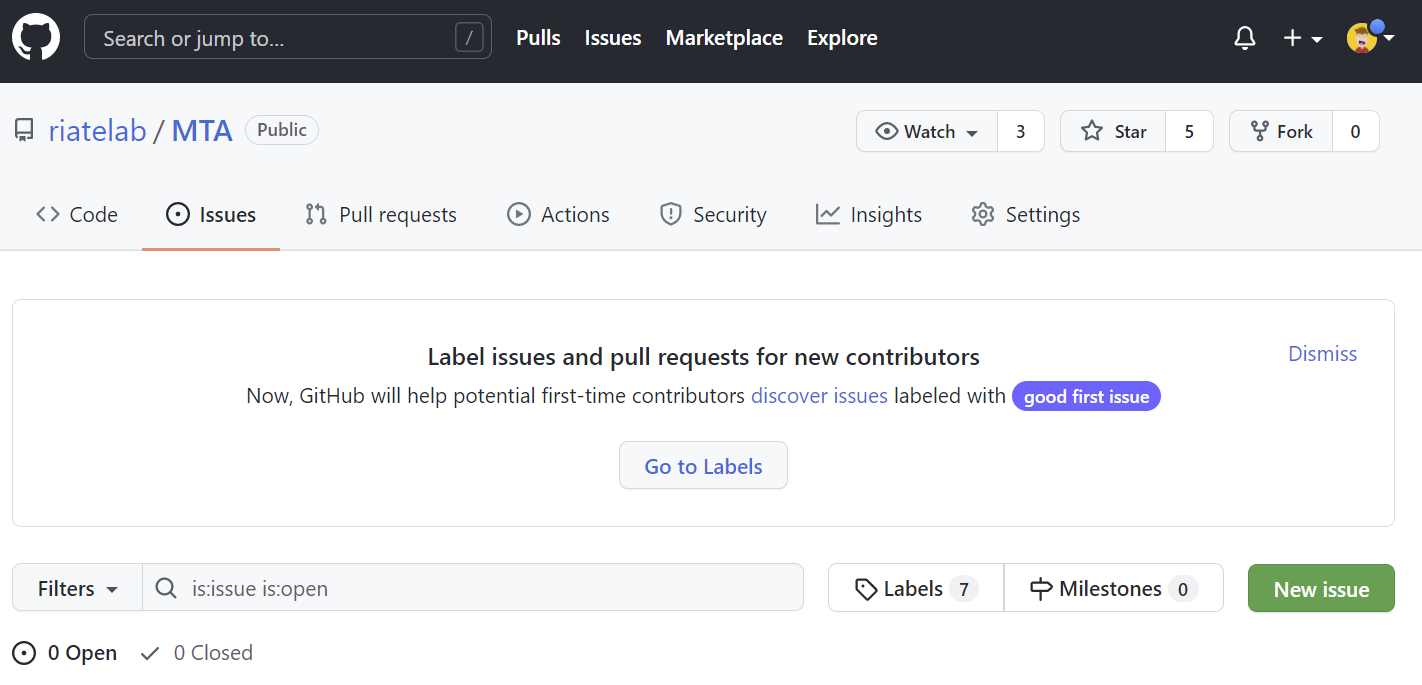 Search or jump to... / Pulls Issues Marketplace Explore
riatelab / MTA Public Watch 3 Star 5 Fork 0
Code Issues Pull requests Actions Security Insights Settings
Label issues and pull requests for new contributors
Dismiss
Now, GitHub will help potential first-time contributors discover issues labeled with good first issue
Go to Labels
Filters is:issue is:open Labels 7 Milestones 0 New issue
0 Open 0 Closed